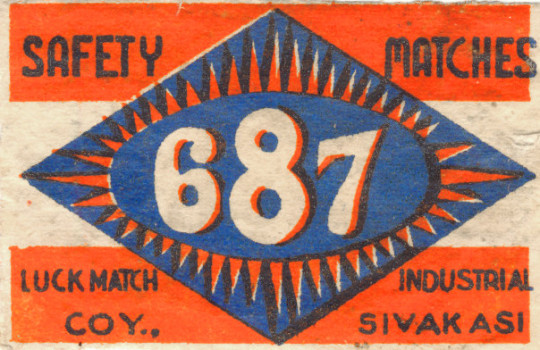 SAFETY MATCHES
687
LUCK MATCH INDUSTRIAL
COY., SIVAKASI